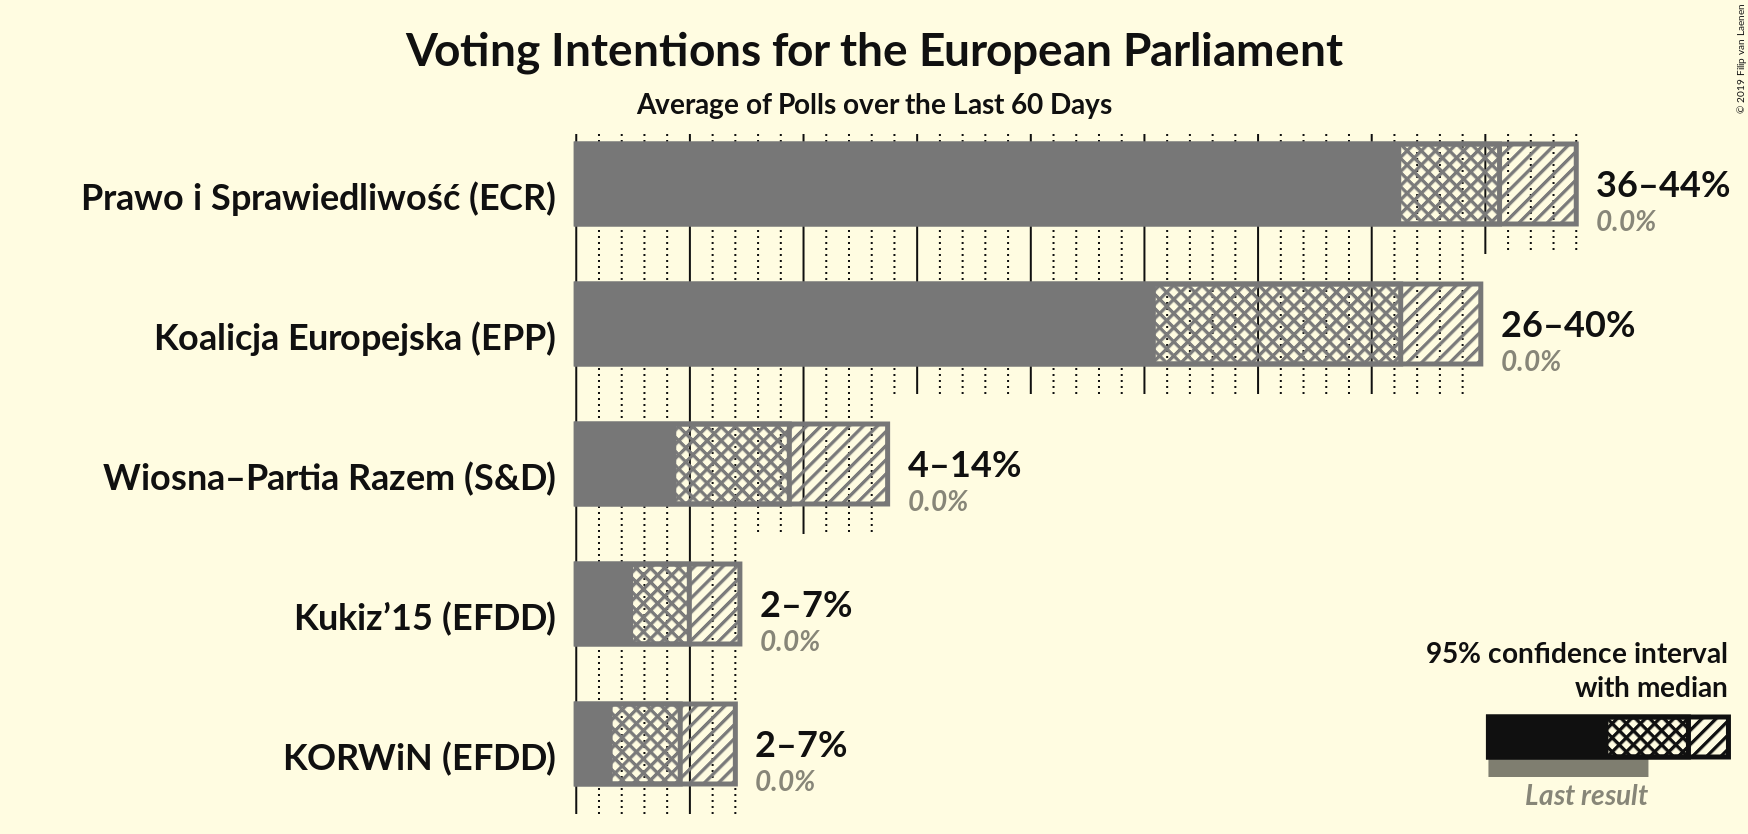 Voting Intentions for the European Parliament
Average of Polls over the Last 60 Days
© 2019 Filip van Laenen
Prawo i Sprawiedliwość (ECR)
36–44%
0.0%
Koalicja Europejska (EPP)
26–40%
0.0%
Wiosna–Partia Razem (S&D)
4–14%
0.0%
Kukiz’15 (EFDD)
2–7%
0.0%
KORWiN (EFDD)
2–7%
0.0%
95% confidence interval
with median
Last result